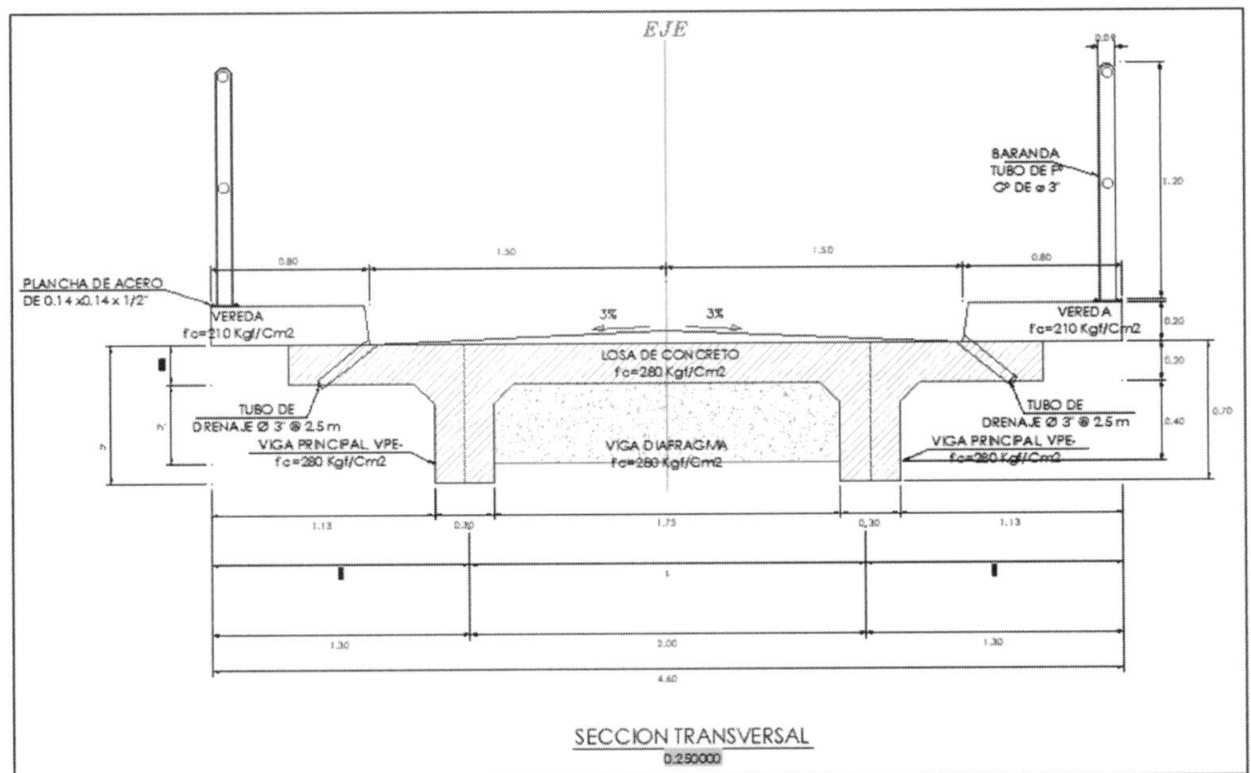 EJE
0.09
BARANDA
TUBO DE Fº
Gº DE ø 3"
1.20
0.80
1.50
1.50
0.80
PLANCHA DE ACERO
DE 0.14 x0.14 x 1/2"
VEREDA
f'c=210 Kgf/Cm2
3%
3%
VEREDA
f'c=210 Kgf/Cm2
0.20
LOSA DE CONCRETO
f'c=280 Kgf/Cm2
0.20
TUBO DE
DRENAJE Ø 3" @ 2.5 m
TUBO DE
DRENAJE Ø 3" @ 2.5 m
0.40
0.70
VIGA PRINCIPAL VPE-
f'c=280 Kgf/Cm2
VIGA DIAFRAGMA
f'c=280 Kgf/Cm2
VIGA PRINCIPAL VPE-
f'c=280 Kgf/Cm2
1.13
0.30
1.75
0.30
1.13
1.30
2.00
1.30
4.60
SECCION TRANSVERSAL
0.250000